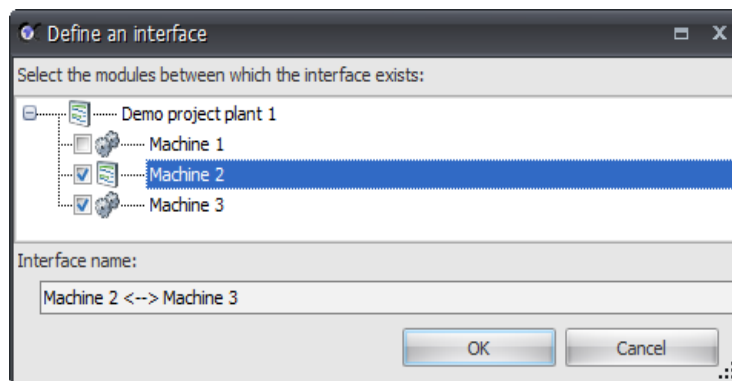 Define an interface
Select the modules between which the interface exists:
Demo project plant 1
Machine 1
Machine 2
Machine 3
Interface name:
Machine 2 <--> Machine 3
OK Cancel